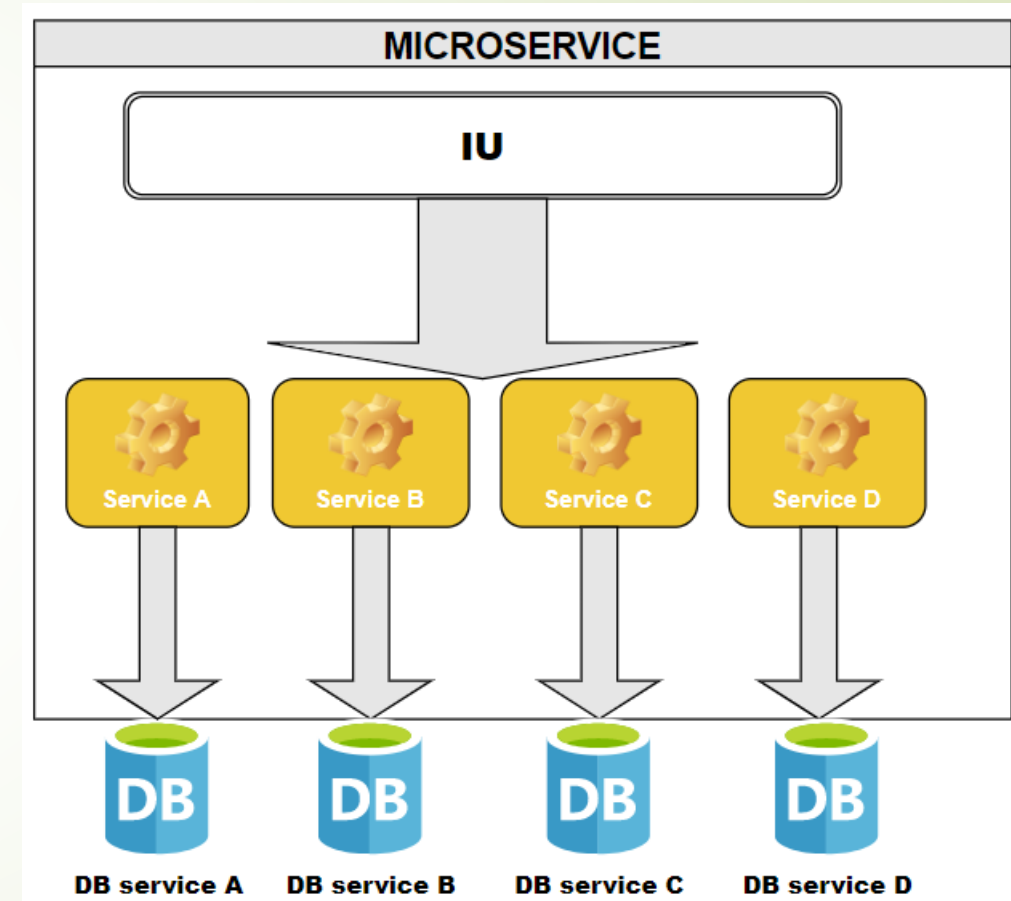 MICROSERVICE
IU
Service A
Service B
Service C
Service D
DB
DB
DB
DB
DB service A
DB service B
DB service C
DB service D